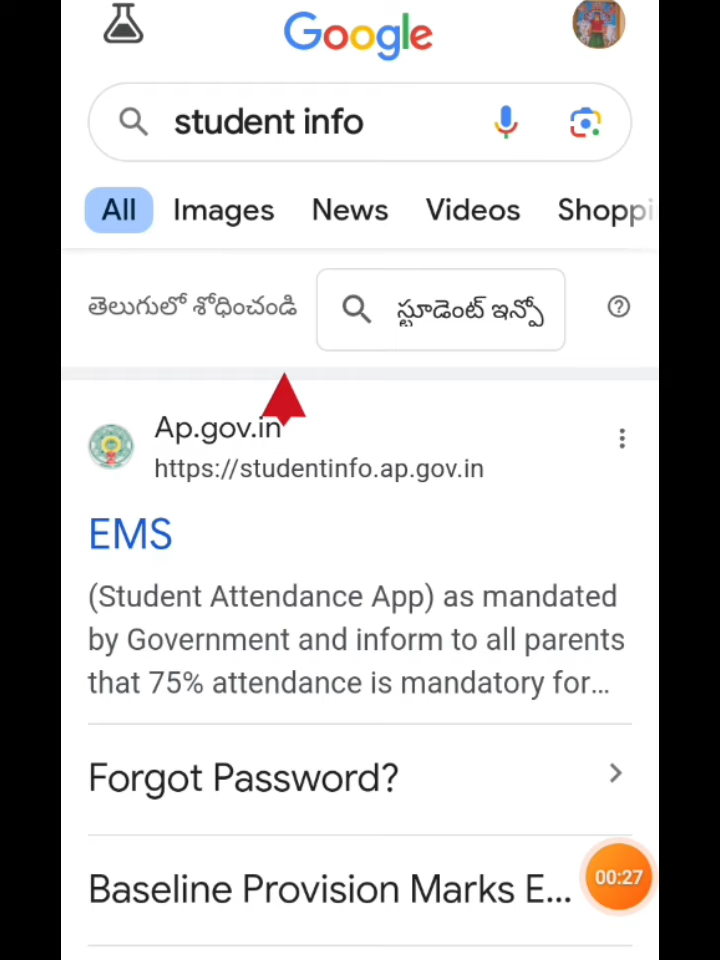 Google
student info
All Images News Videos Shoppi
తెలుగులో శోధించండి స్టూడెంట్ ఇన్ఫో
Ap.gov.in
https://studentinfo.ap.gov.in
EMS
(Student Attendance App) as mandated
by Government and inform to all parents
that 75% attendance is mandatory for...
Forgot Password?
Baseline Provision Marks E...
00:27